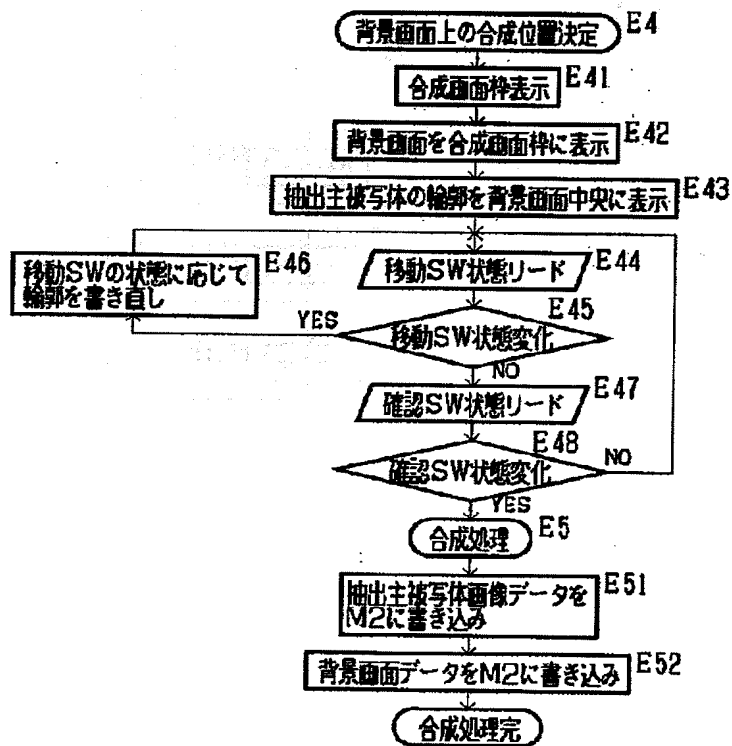 背景画面上の合成位置決定 E4
合成画面枠表示 E41
背景画面を合成画面枠に表示 E42
抽出主被写体の輪郭を背景画面中央に表示 E43
移動SWの状態に応じて E46
輪郭を書き直し
移動SW状態リード E44
移動SW状態変化 E45
YES
NO
確認SW状態リード E47
確認SW状態変化 E48
NO
YES
合成処理 E5
抽出主被写体画像データを E51
M2に書き込み
背景画面データをM2に書き込み E52
合成処理完